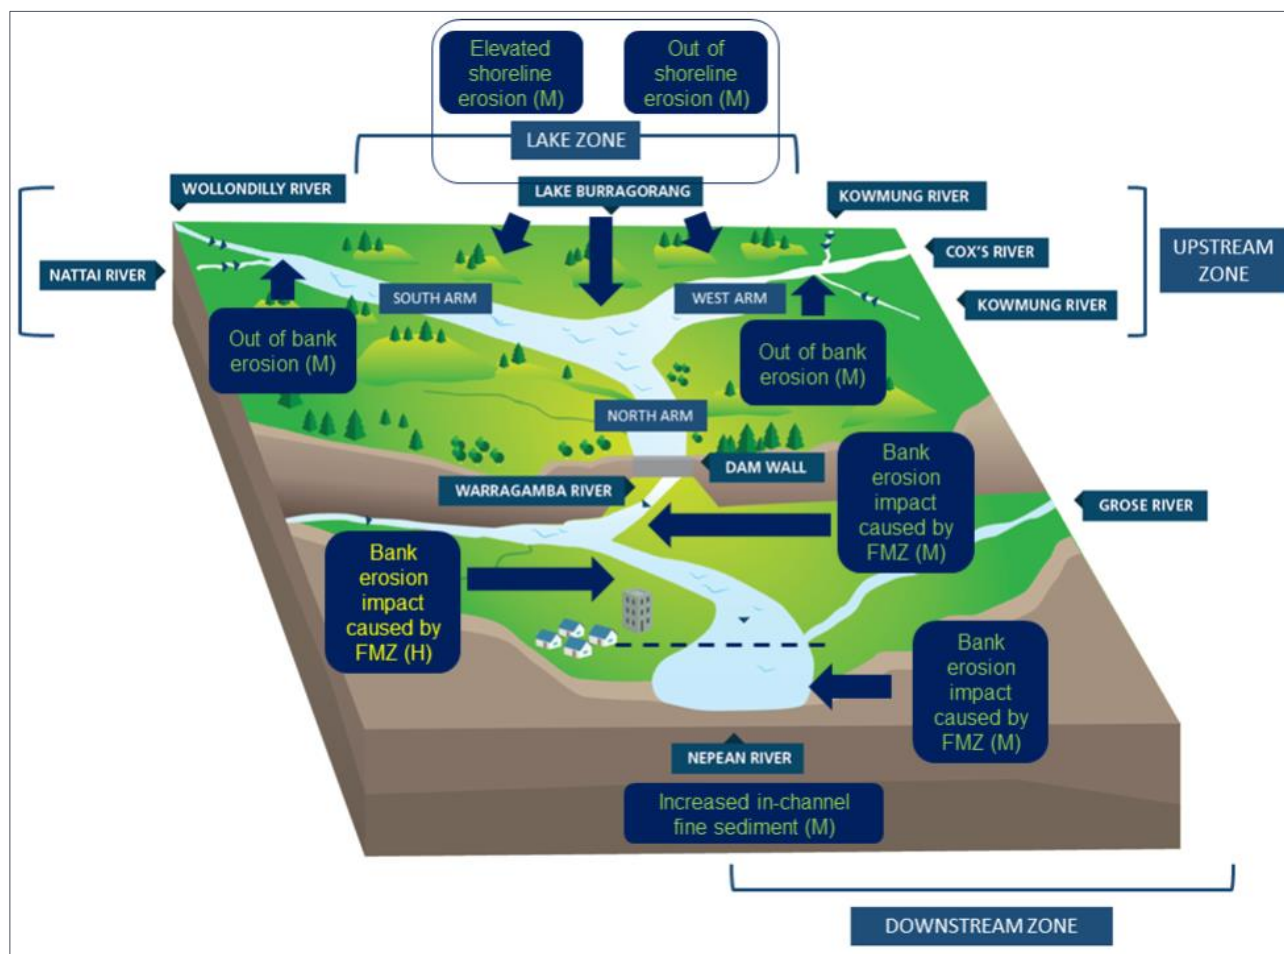 Elevated
shoreline
erosion (M)
Out of
shoreline
erosion (M)
LAKE ZONE
WOLLONDILLY RIVER
LAKE BURRAGORANG
KOWMUNG RIVER
UPSTREAM
ZONE
COX'S RIVER
NATTAI RIVER
SOUTH ARM
WEST ARM
KOWMUNG RIVER
Out of bank
erosion (M)
Out of bank
erosion (M)
NORTH ARM
DAM WALL
Bank
erosion
impact
caused by
FMZ (M)
WARRAGAMBA RIVER
GROSE RIVER
Bank
erosion
impact
caused by
FMZ (H)
Bank
erosion
impact
caused by
FMZ (M)
NEPEAN RIVER
Increased in-channel
fine sediment (M)
DOWNSTREAM ZONE